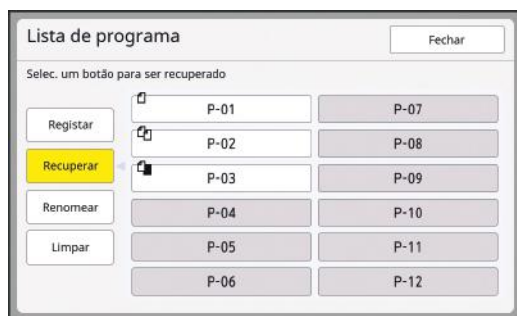 Lista de programa
Fechar
Selec. um botão para ser recuperado
Registar
Recuperar
Renomear
Limpar
P-01
P-02
P-03
P-04
P-05
P-06
P-07
P-08
P-09
P-10
P-11
P-12